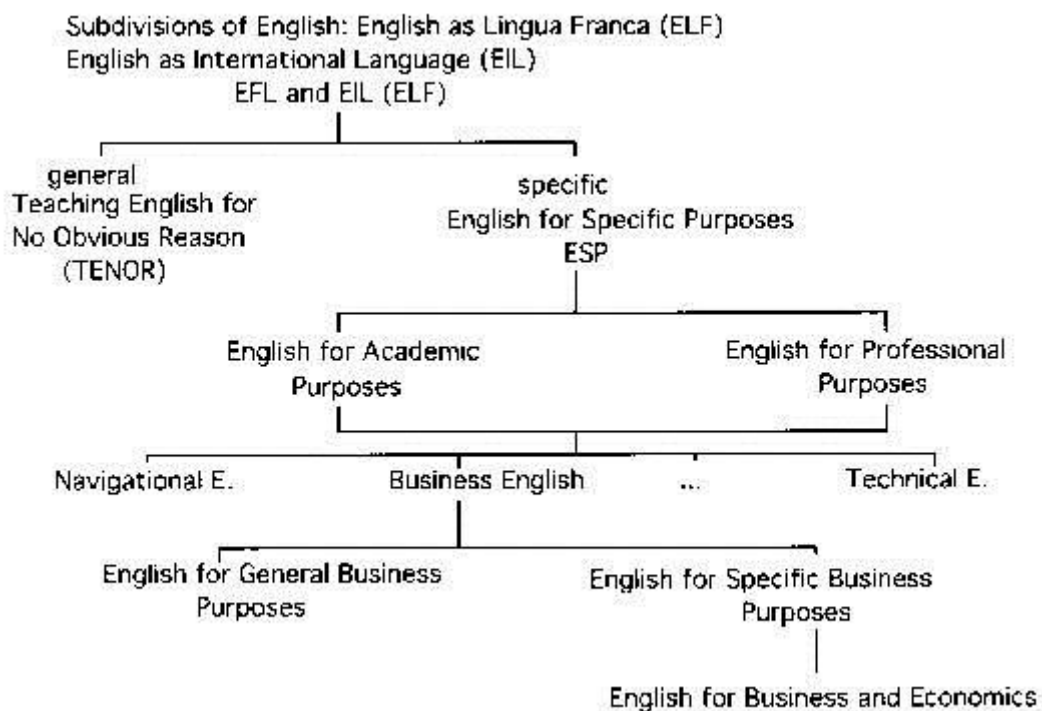 Subdivisions of English: English as Lingua Franca (ELF)
English as International Language (EIL)
EFL and EIL (ELF)
general
Teaching English for
No Obvious Reason
(TENOR)
specific
English for Specific Purposes
ESP
English for Academic
Purposes
English for Professional
Purposes
Navigational E.
Business English
...
Technical E.
English for General Business
Purposes
English for Specific Business
Purposes
English for Business and Economics